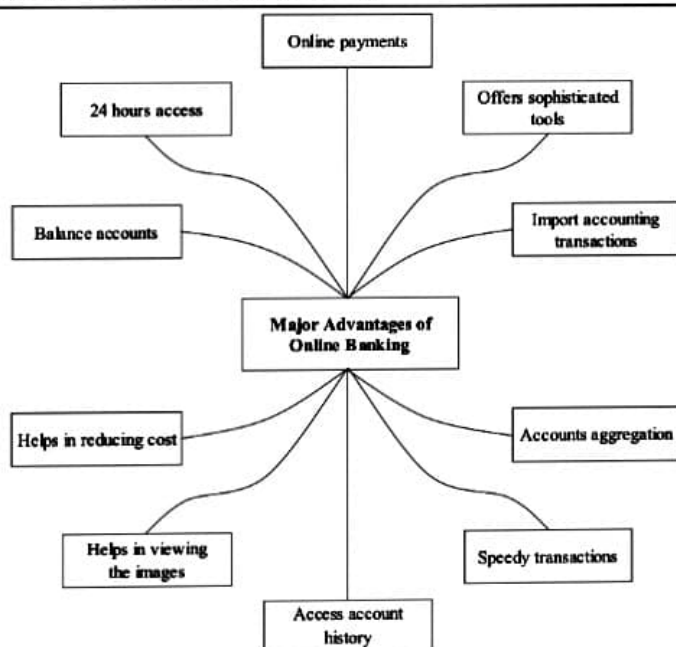 Online payments
24 hours access
Offers sophisticated
tools
Balance accounts
Import accounting
transactions
Major Advantages of
Online Banking
Helps in reducing cost
Accounts aggregation
Helps in viewing
the images
Speedy transactions
Access account
history